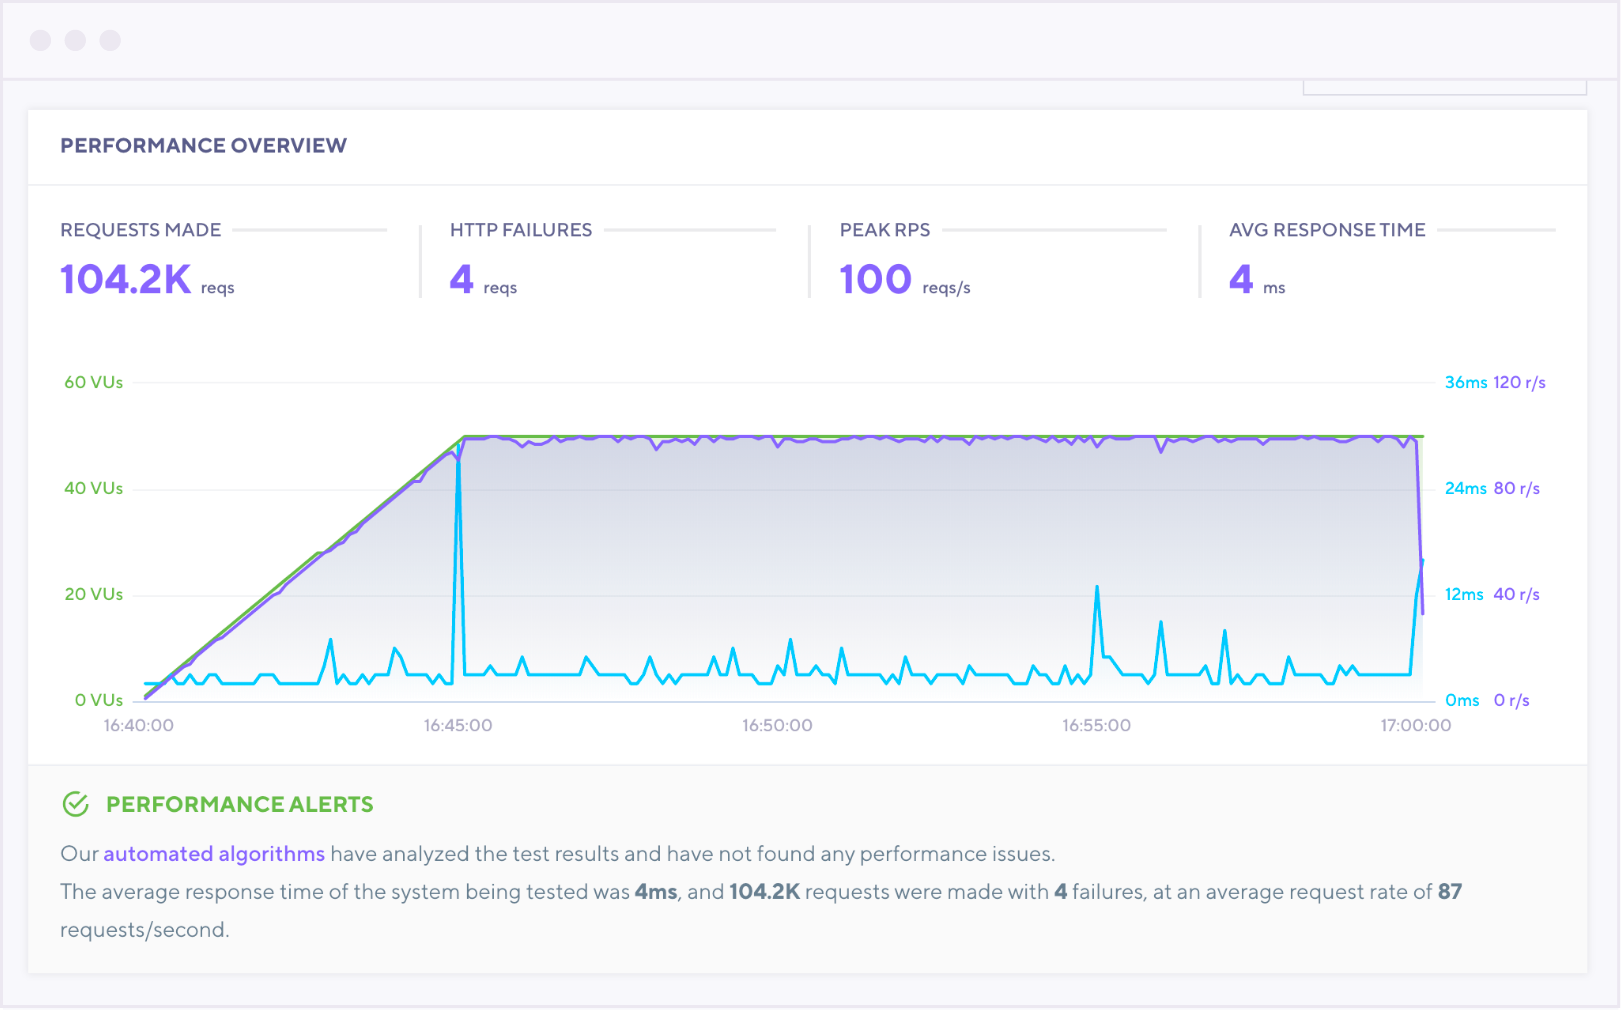 PERFORMANCE OVERVIEW
REQUESTS MADE
104.2K reqs
HTTP FAILURES
4 reqs
PEAK RPS
100 reqs/s
AVG RESPONSE TIME
4 ms
60 VUs
36ms 120 r/s
40 VUs
24ms 80 r/s
20 VUs
12ms 40 r/s
0 VUs
0ms 0 r/s
16:40:00 16:45:00 16:50:00 16:55:00 17:00:00
PERFORMANCE ALERTS
Our automated algorithms have analyzed the test results and have not found any performance issues.
The average response time of the system being tested was 4ms, and 104.2K requests were made with 4 failures, at an average request rate of 87
requests/second.